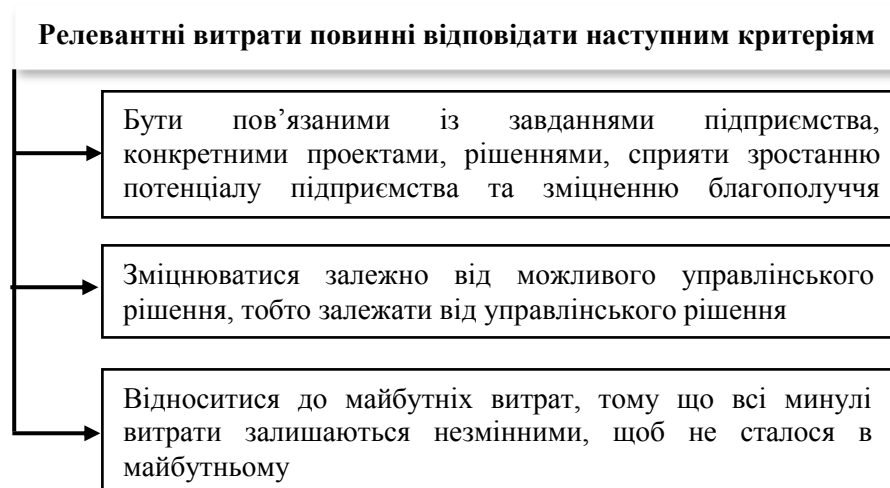 Релевантні витрати повинні відповідати наступним критеріям
Бути пов’язаними із завданнями підприємства,
конкретними проектами, рішеннями, сприяти зростанню
потенціалу підприємства та зміцненню благополуччя
Зміцнюватися залежно від можливого управлінського
рішення, тобто залежати від управлінського рішення
Відноситися до майбутніх витрат, тому що всі минулі
витрати залишаються незмінними, щоб не сталося в
майбутньому